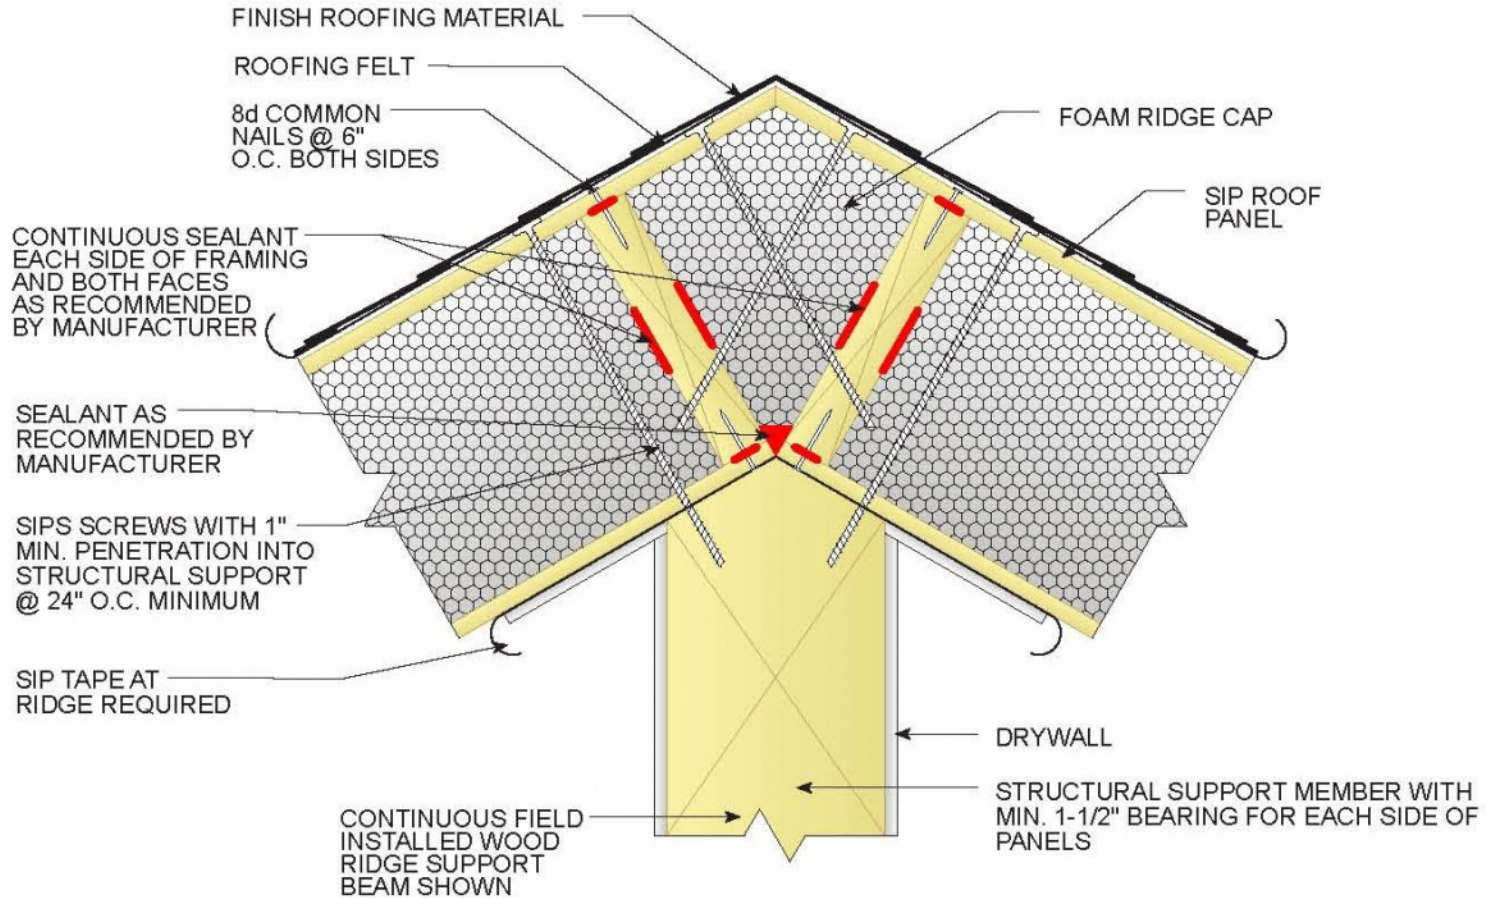 FINISH ROOFING MATERIAL
ROOFING FELT
8d COMMON
NAILS @ 6"
O.C. BOTH SIDES
FOAM RIDGE CAP
SIP ROOF
PANEL
CONTINUOUS SEALANT
EACH SIDE OF FRAMING
AND BOTH FACES
AS RECOMMENDED
BY MANUFACTURER
SEALANT AS
RECOMMENDED BY
MANUFACTURER
SIPS SCREWS WITH 1"
MIN. PENETRATION INTO
STRUCTURAL SUPPORT
@ 24" O.C. MINIMUM
SIP TAPE AT
RIDGE REQUIRED
DRYWALL
STRUCTURAL SUPPORT MEMBER WITH
MIN. 1-1/2" BEARING FOR EACH SIDE OF
PANELS
CONTINUOUS FIELD
INSTALLED WOOD
RIDGE SUPPORT
BEAM SHOWN